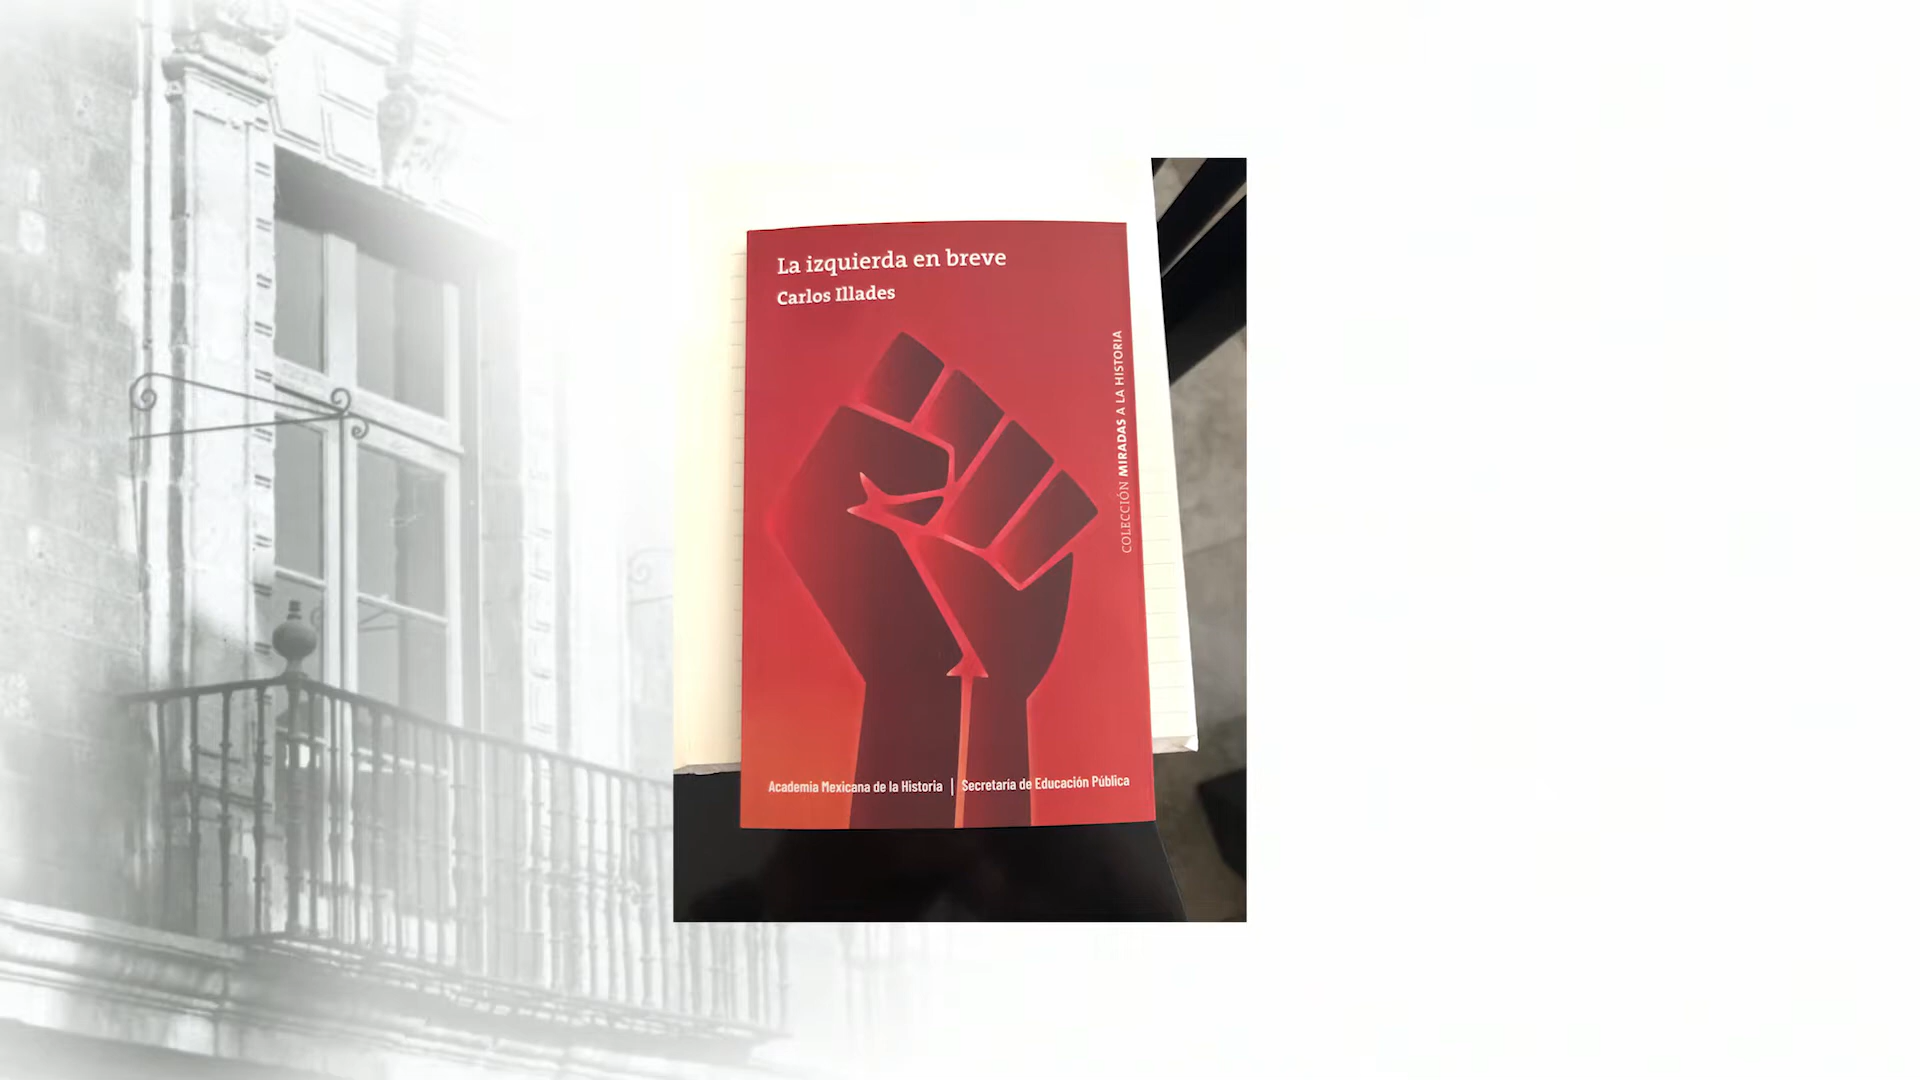 La izquierda en breve
Carlos Illades
COLECCIÓN MIRADAS A LA HISTORIA
Academia Mexicana de la Historia | Secretaría de Educación Pública